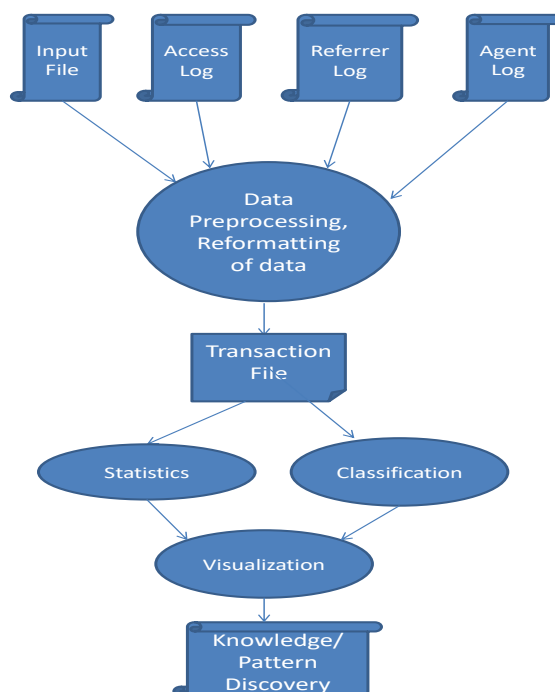 Input
File
Access
Log
Referrer
Log
Agent
Log
Data
Preprocessing,
Reformatting
of data
Transaction
File
Statistics
Classification
Visualization
Knowledge/
Pattern
Discovery